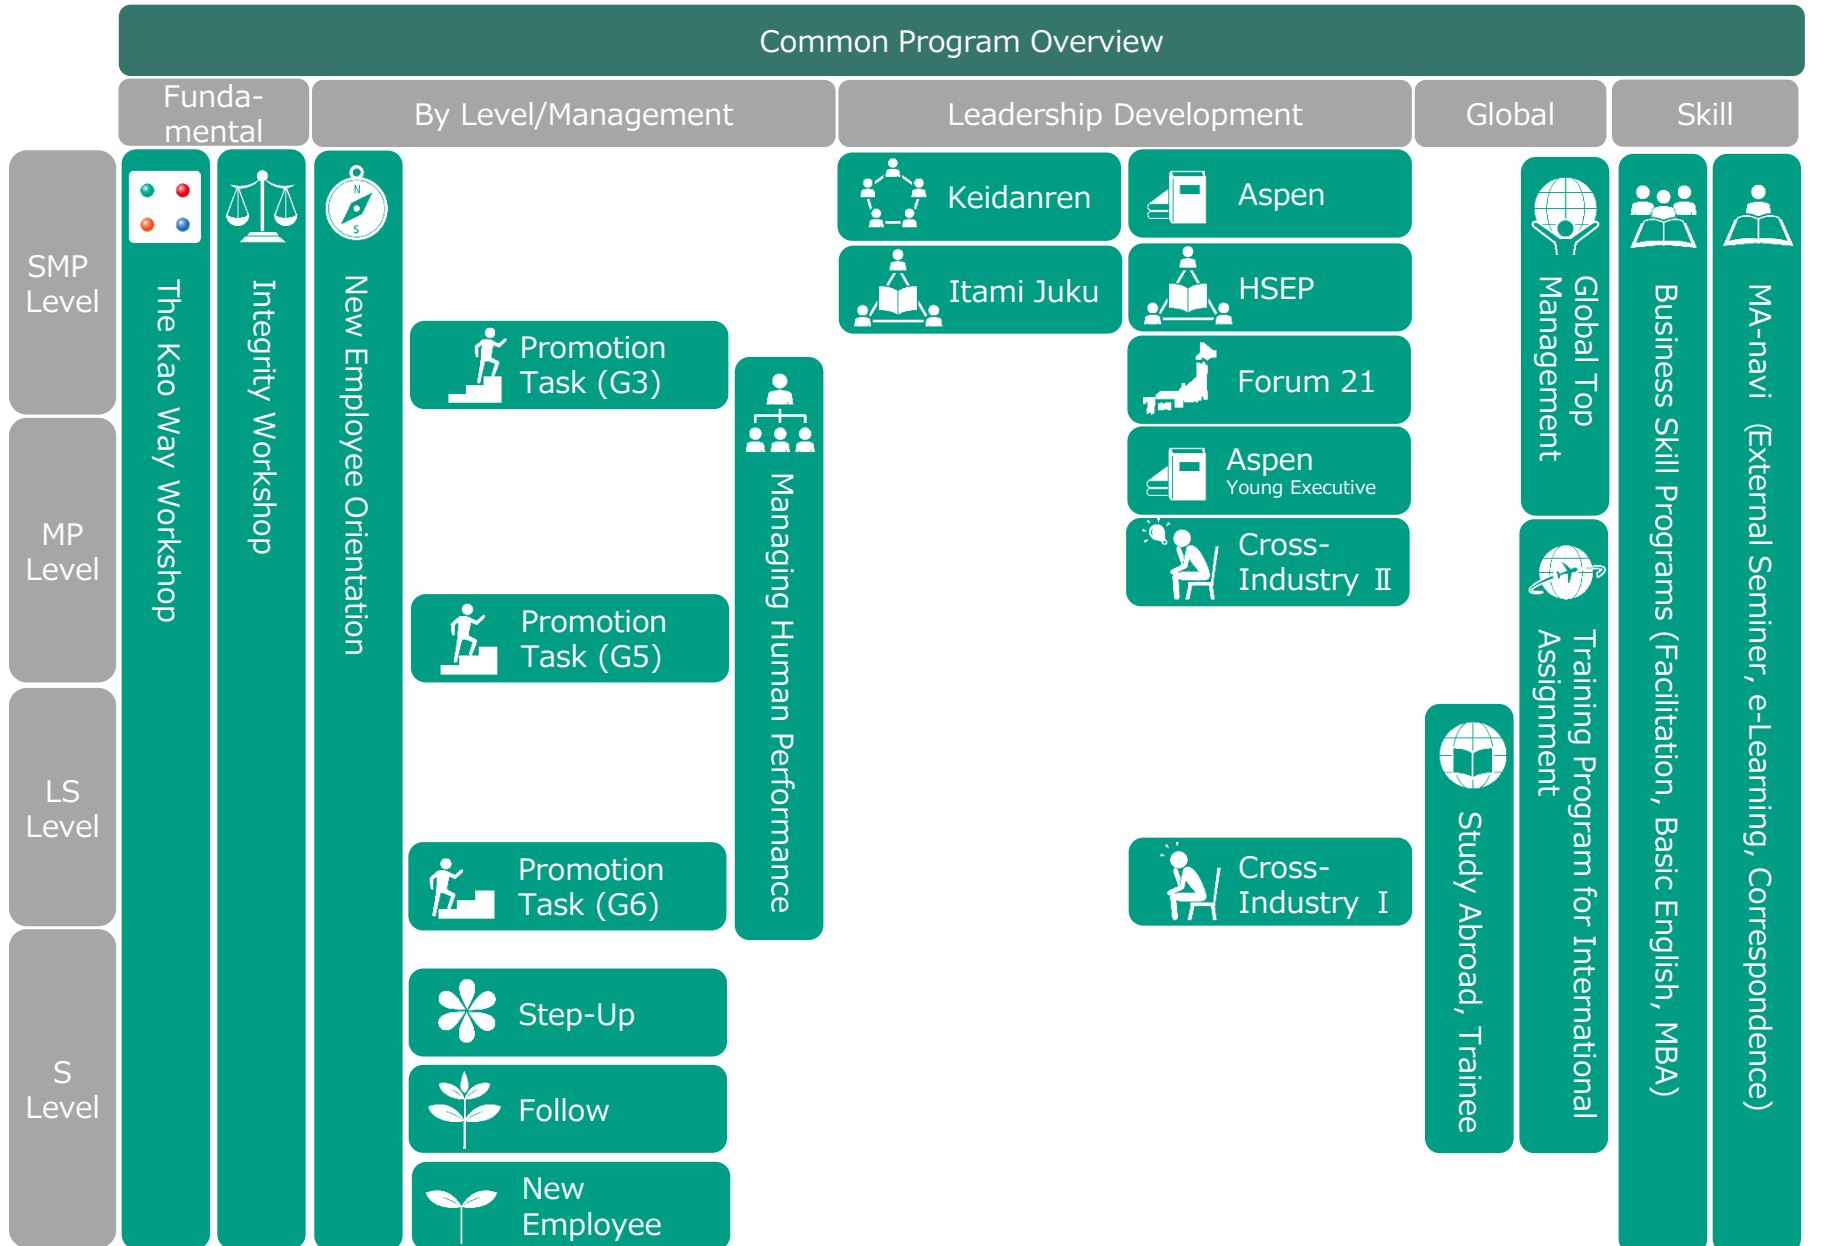 Common Program Overview
Funda-
mental
By Level/Management
Leadership Development
Global
Skill
SMP
Level
MP
Level
LS
Level
S
Level
The Kao Way Workshop
Integrity Workshop
N
S
New Employee Orientation
Promotion
Task (G3)
Promotion
Task (G5)
Promotion
Task (G6)
Step-Up
Follow
New
Employee
Managing Human Performance
Keidanren
Itami Juku
Aspen
HSEP
Forum 21
Aspen
Young Executive
Cross-
Industry Ⅱ
Cross-
Industry Ⅰ
Study Abroad, Trainee
Global Top
Management
Training Program for International
Assignment
Business Skill Programs (Facilitation, Basic English, MBA)
MA-navi (External Seminer, e-Learning, Correspondence)